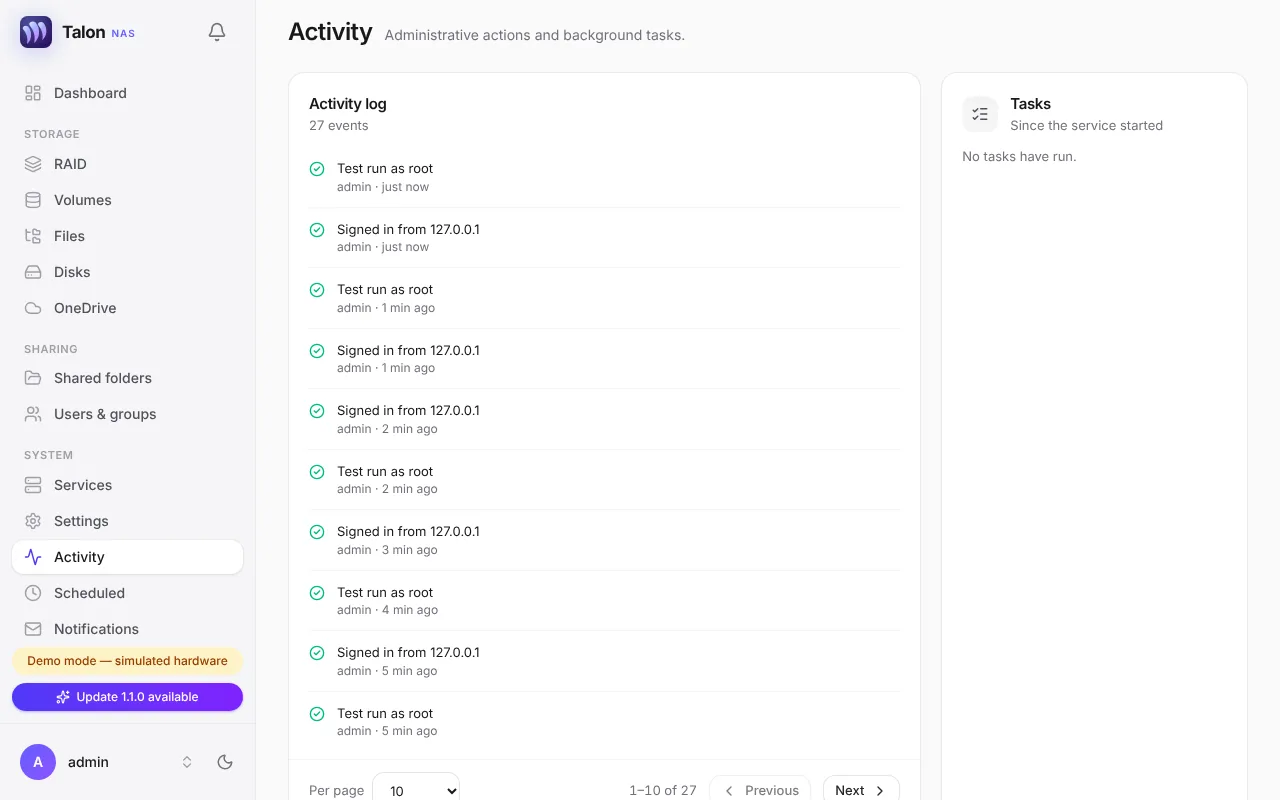 Talon NAS
Dashboard
STORAGE
RAID
Volumes
Files
Disks
OneDrive
SHARING
Shared folders
Users & groups
SYSTEM
Services
Settings
Activity
Scheduled
Notifications
Demo mode — simulated hardware
Update 1.1.0 available
A admin
Activity Administrative actions and background tasks.
Activity log
27 events
Test run as root
admin · just now
Signed in from 127.0.0.1
admin · just now
Test run as root
admin · 1 min ago
Signed in from 127.0.0.1
admin · 1 min ago
Signed in from 127.0.0.1
admin · 2 min ago
Test run as root
admin · 2 min ago
Signed in from 127.0.0.1
admin · 3 min ago
Test run as root
admin · 4 min ago
Signed in from 127.0.0.1
admin · 5 min ago
Test run as root
admin · 5 min ago
Per page 10 1–10 of 27 Previous Next
Tasks
Since the service started
No tasks have run.